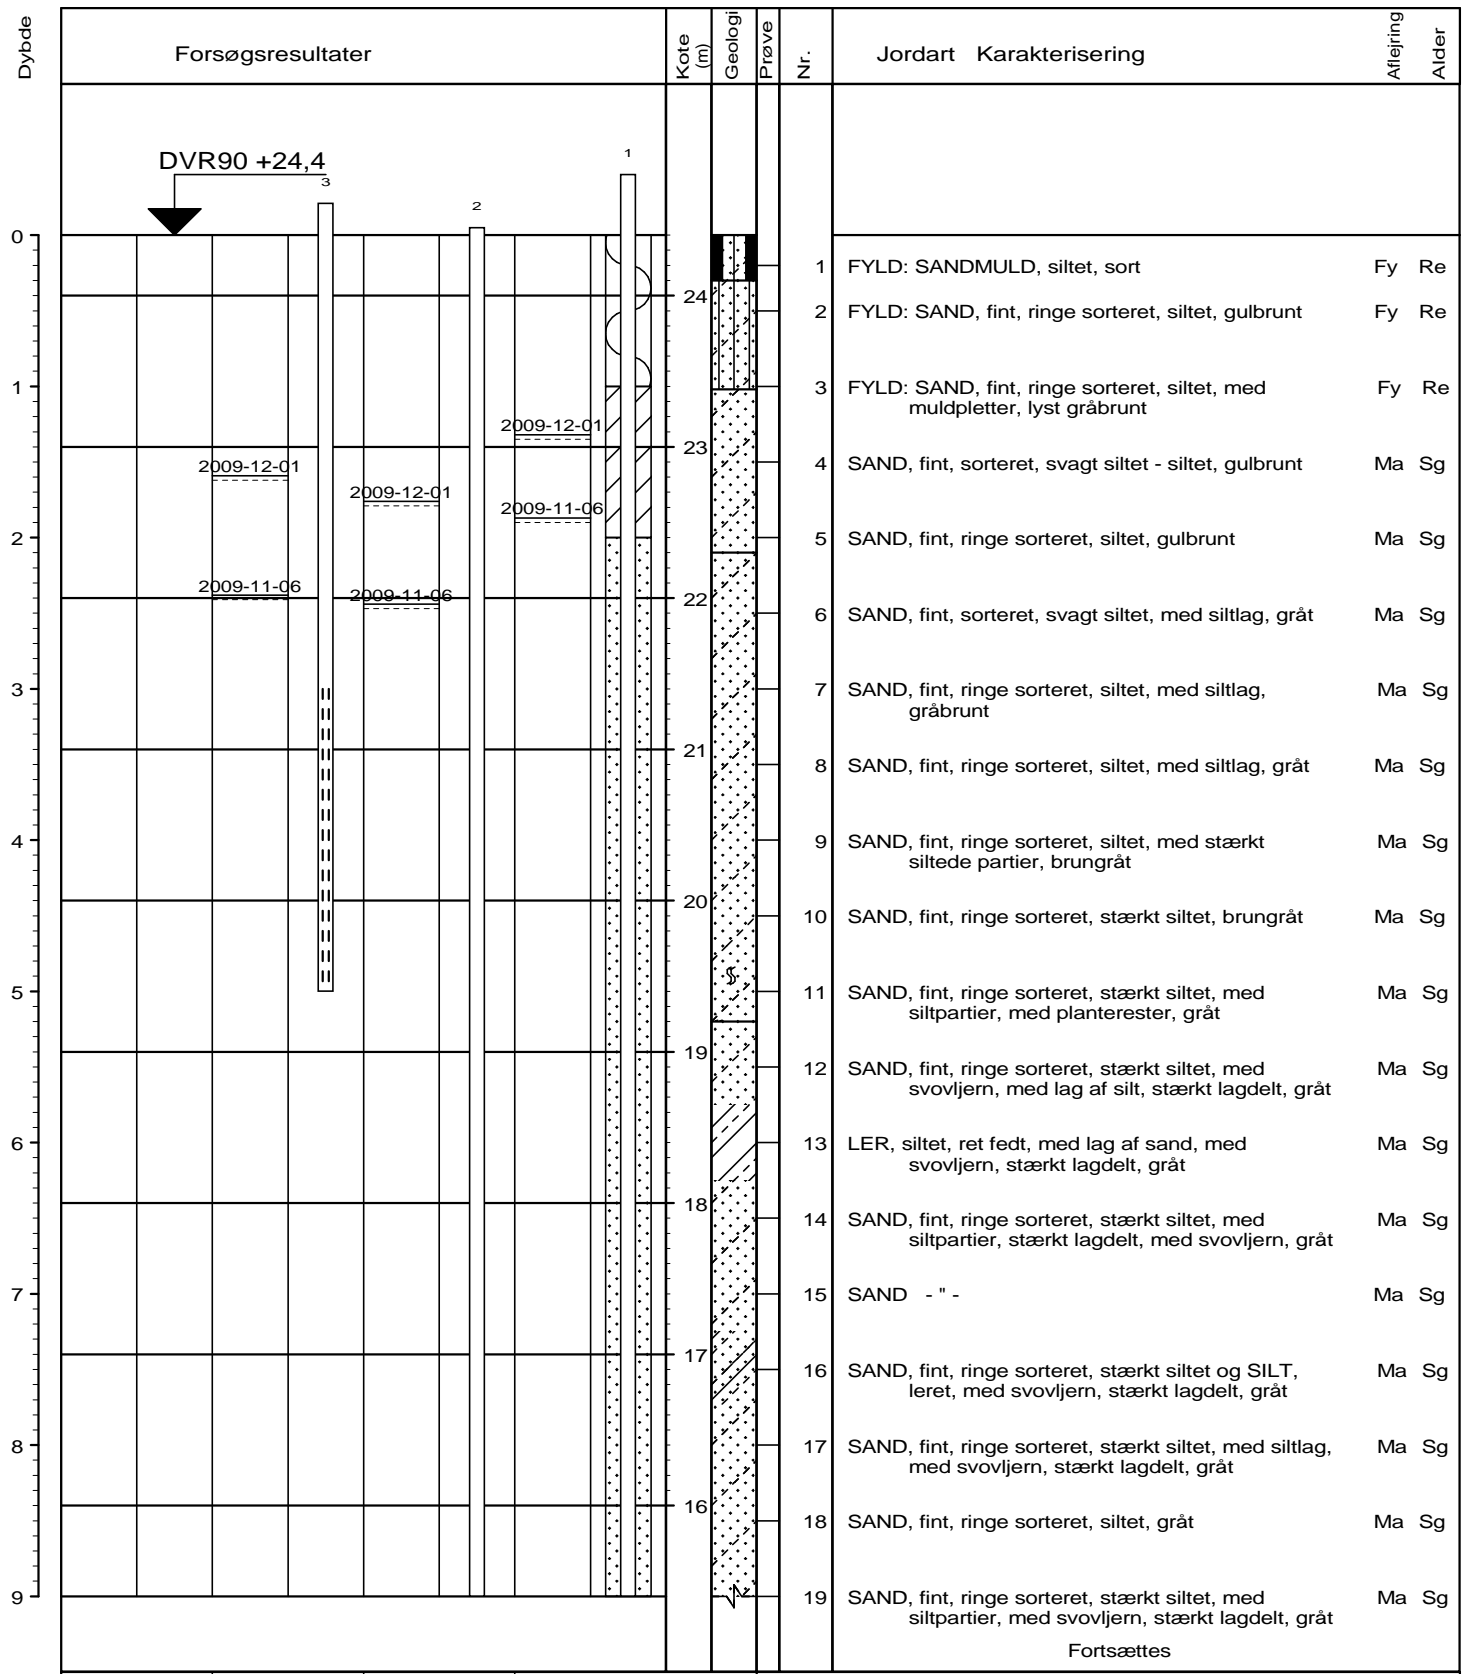 Dybde
Forsøgsresultater
Kote
(m)
Geologi
Prøve
Nr.
Jordart Karakterisering
Aflejring
Alder
DVR90 +24,4
1
3
2
0
1 FYLD: SANDMULD, siltet, sort Fy Re
24
2 FYLD: SAND, fint, ringe sorteret, siltet, gulbrunt Fy Re
1
3 FYLD: SAND, fint, ringe sorteret, siltet, med Fy Re
muldpletter, lyst gråbrunt
2009-12-01
23
2009-12-01
4 SAND, fint, sorteret, svagt siltet - siltet, gulbrunt Ma Sg
2009-12-01
2009-11-06
2
5 SAND, fint, ringe sorteret, siltet, gulbrunt Ma Sg
2009-11-06
2009-11-06
22
6 SAND, fint, sorteret, svagt siltet, med siltlag, gråt Ma Sg
3
7 SAND, fint, ringe sorteret, siltet, med siltlag, Ma Sg
gråbrunt
21
8 SAND, fint, ringe sorteret, siltet, med siltlag, gråt Ma Sg
4
9 SAND, fint, ringe sorteret, siltet, med stærkt Ma Sg
siltede partier, brungråt
20
10 SAND, fint, ringe sorteret, stærkt siltet, brungråt Ma Sg
5
11 SAND, fint, ringe sorteret, stærkt siltet, med Ma Sg
siltpartier, med planterester, gråt
19
12 SAND, fint, ringe sorteret, stærkt siltet, med Ma Sg
svovljern, med lag af silt, stærkt lagdelt, gråt
6
13 LER, siltet, ret fedt, med lag af sand, med Ma Sg
svovljern, stærkt lagdelt, gråt
18
14 SAND, fint, ringe sorteret, stærkt siltet, med Ma Sg
siltpartier, stærkt lagdelt, med svovljern, gråt
7
15 SAND - " - Ma Sg
17
16 SAND, fint, ringe sorteret, stærkt siltet og SILT, Ma Sg
leret, med svovljern, stærkt lagdelt, gråt
8
17 SAND, fint, ringe sorteret, stærkt siltet, med siltlag, Ma Sg
med svovljern, stærkt lagdelt, gråt
16
18 SAND, fint, ringe sorteret, siltet, gråt Ma Sg
9
19 SAND, fint, ringe sorteret, stærkt siltet, med Ma Sg
siltpartier, med svovljern, stærkt lagdelt, gråt
Fortsættes